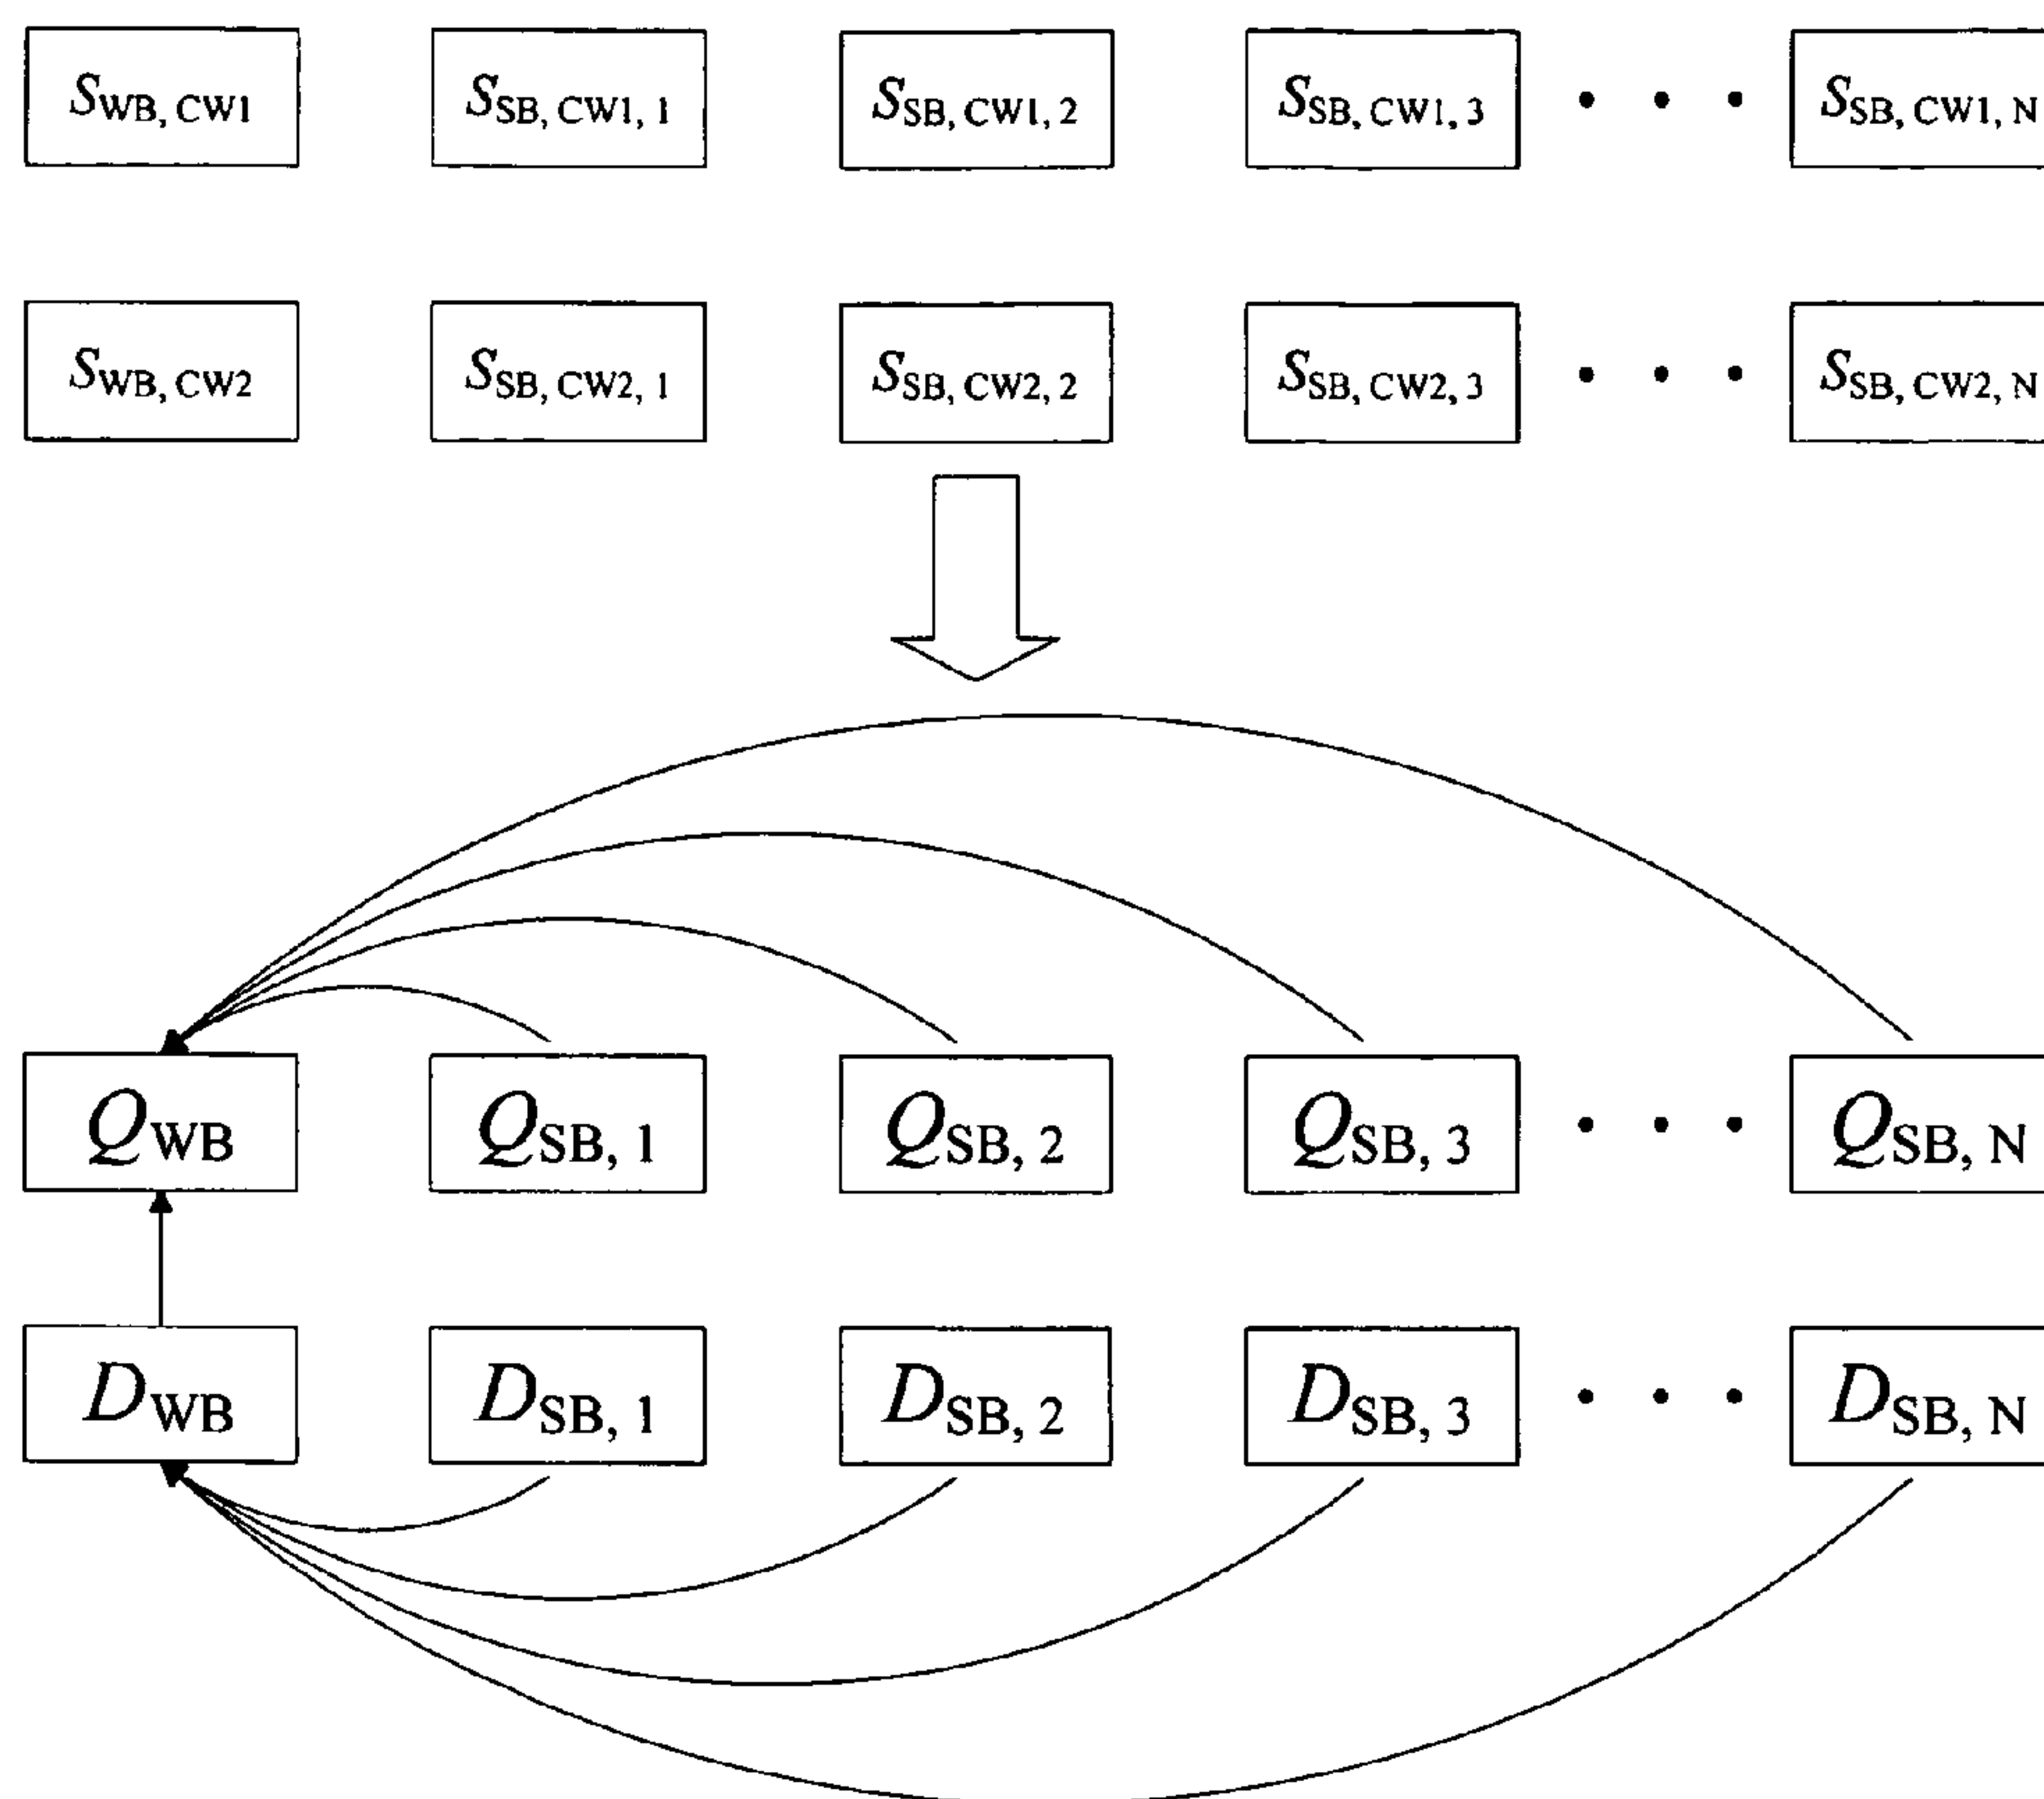 SWB, CW1 SSB, CW1, 1 SSB, CW1, 2 SSB, CW1, 3 • • • SSB, CW1, N
SWB, CW2 SSB, CW2, 1 SSB, CW2, 2 SSB, CW2, 3 • • • SSB, CW2, N
QWB QSB, 1 QSB, 2 QSB, 3 • • • QSB, N
DWB DSB, 1 DSB, 2 DSB, 3 • • • DSB, N